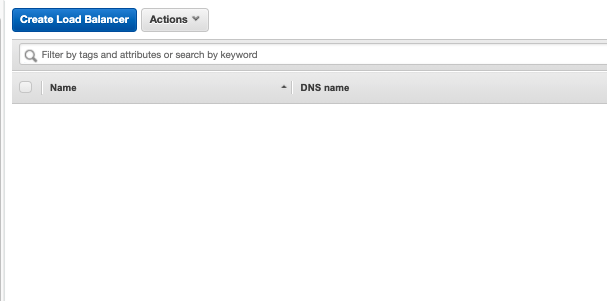 Create Load Balancer Actions
Filter by tags and attributes or search by keyword
Name DNS name